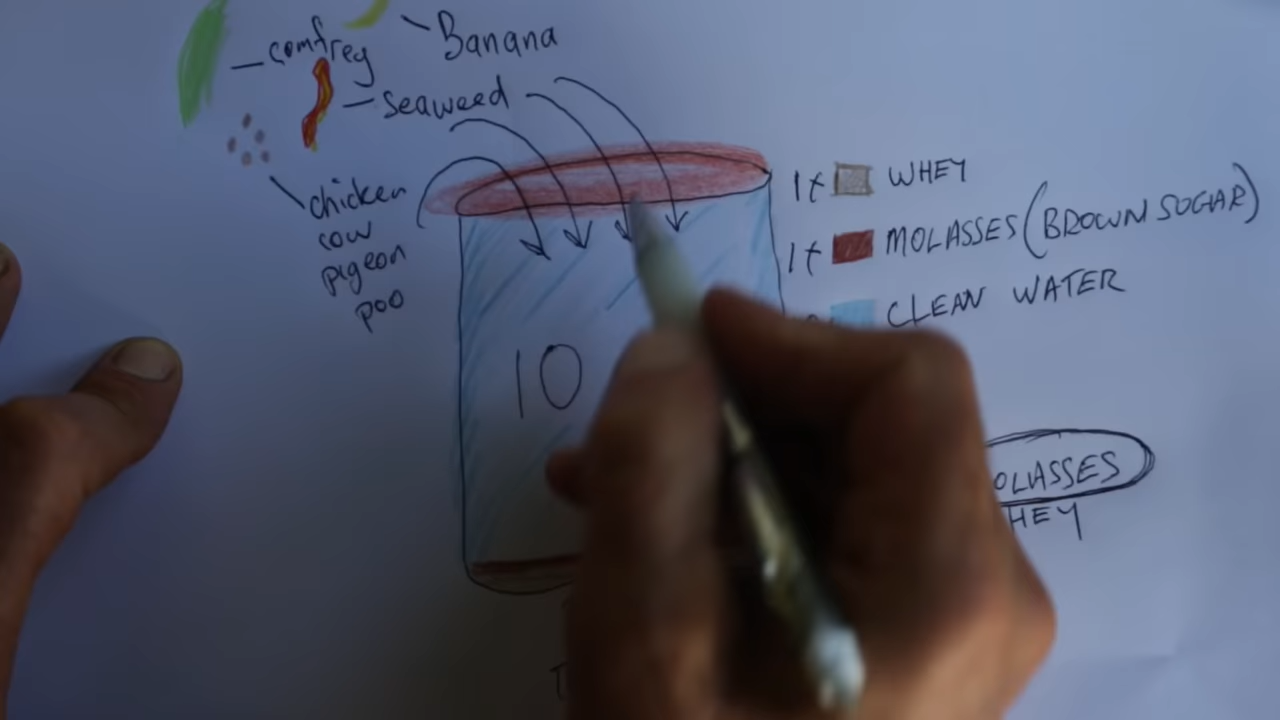 Banana
comfrey
seaweed
chicken
cow
pigeon
poo
1t WHEY
1t MOLASSES (BROWN SUGAR)
CLEAN WATER
10
OLASSES
HEY